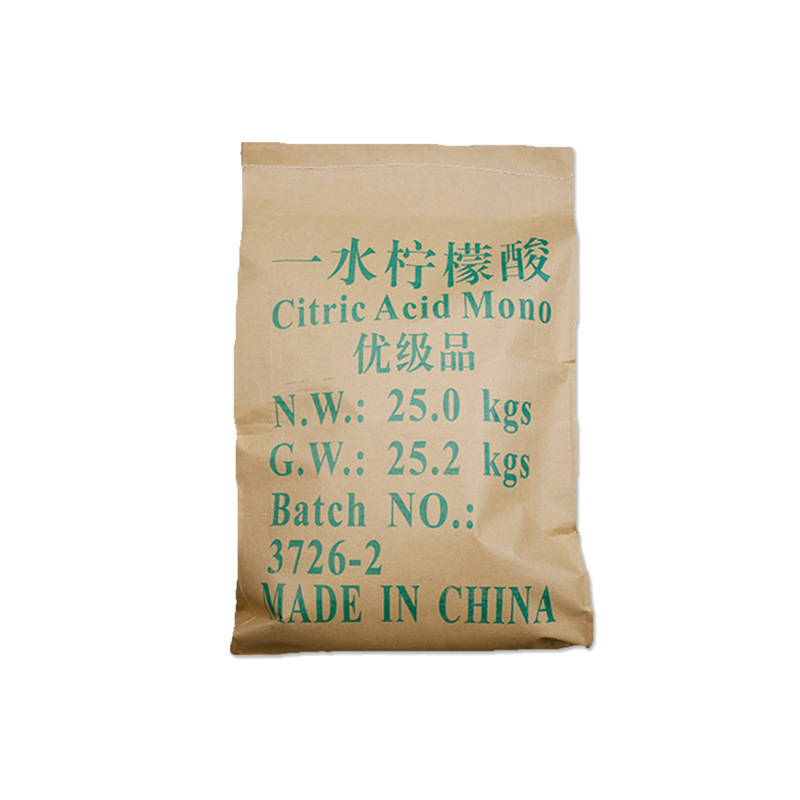 一水柠檬酸
Citric Acid Mono
优级品
N.W.: 25.0 kgs
G.W.: 25.2 kgs
Batch NO.:
3726-2
MADE IN CHINA